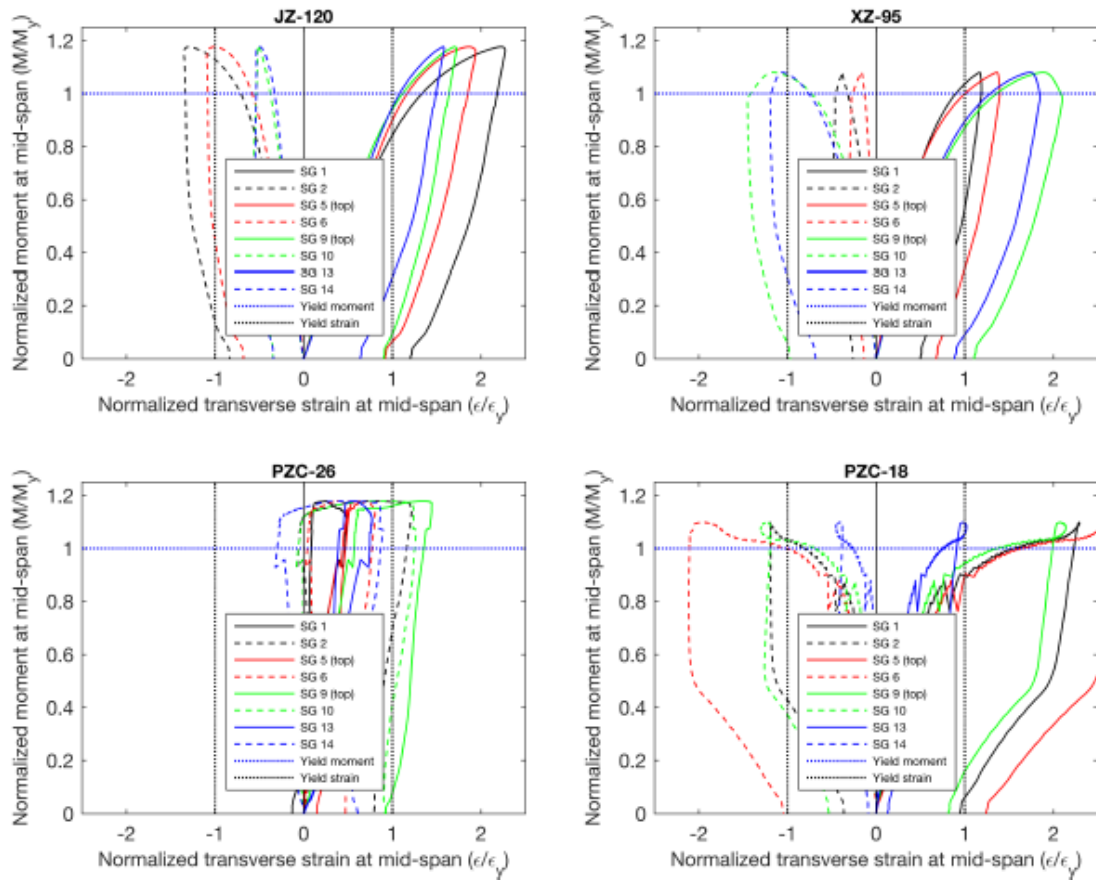 JZ-120
Normalized moment at mid-span (M/M_y)
1.2
1
0.8
0.6
0.4
0.2
0
-2
-1
0
1
2
Normalized transverse strain at mid-span (ϵ/ϵ_y)
SG 1
SG 2
SG 5 (top)
SG 6
SG 9 (top)
SG 10
SG 13
SG 14
Yield moment
Yield strain
XZ-95
Normalized moment at mid-span (M/M_y)
1.2
1
0.8
0.6
0.4
0.2
0
-2
-1
0
1
2
Normalized transverse strain at mid-span (ϵ/ϵ_y)
SG 1
SG 2
SG 5 (top)
SG 6
SG 9 (top)
SG 10
SG 13
SG 14
Yield moment
Yield strain
PZC-26
Normalized moment at mid-span (M/M_y)
1.2
1
0.8
0.6
0.4
0.2
0
-2
-1
0
1
2
Normalized transverse strain at mid-span (ϵ/ϵ_y)
SG 1
SG 2
SG 5 (top)
SG 6
SG 9 (top)
SG 10
SG 13
SG 14
Yield moment
Yield strain
PZC-18
Normalized moment at mid-span (M/M_y)
1.2
1
0.8
0.6
0.4
0.2
0
-2
-1
0
1
2
Normalized transverse strain at mid-span (ϵ/ϵ_y)
SG 1
SG 2
SG 5 (top)
SG 6
SG 9 (top)
SG 10
SG 13
SG 14
Yield moment
Yield strain